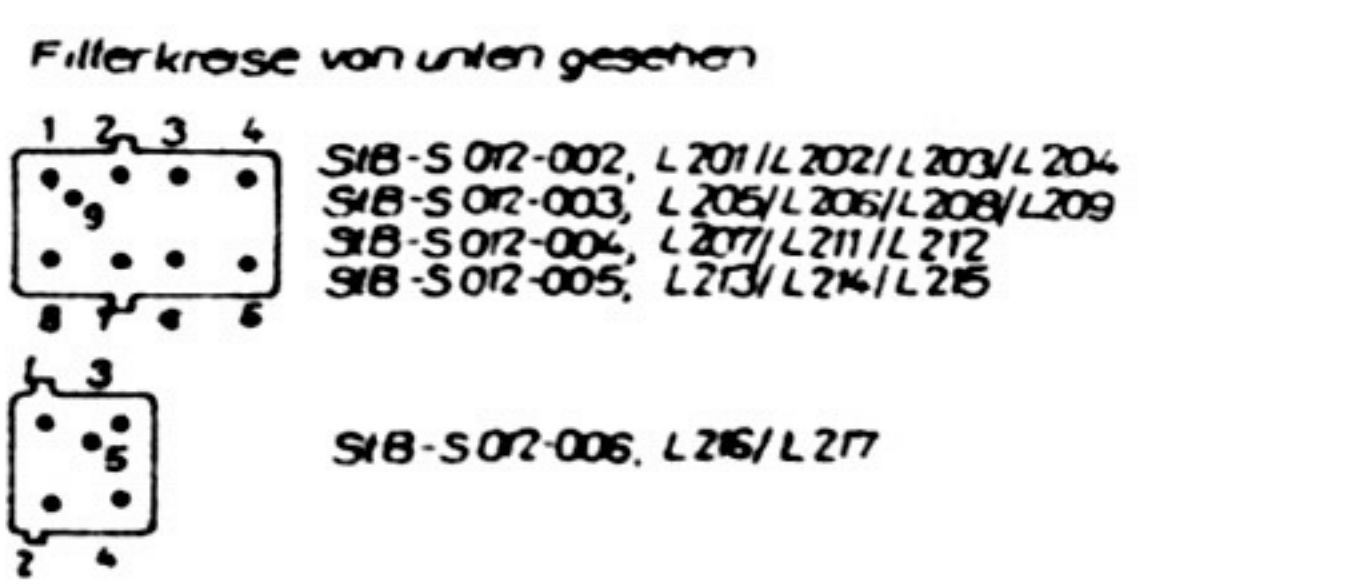 Filterkreise von unten gesehen
1 2 3 4
StB-S 012-002, L201/L202/L203/L204
StB-S 012-003, L205/L206/L208/L209
9
StB-S 012-004, L207/L211/L212
StB-S 012-005, L213/L214/L215
8 7 6
1 3
StB-S 012-006, L216/L217
5
2 4